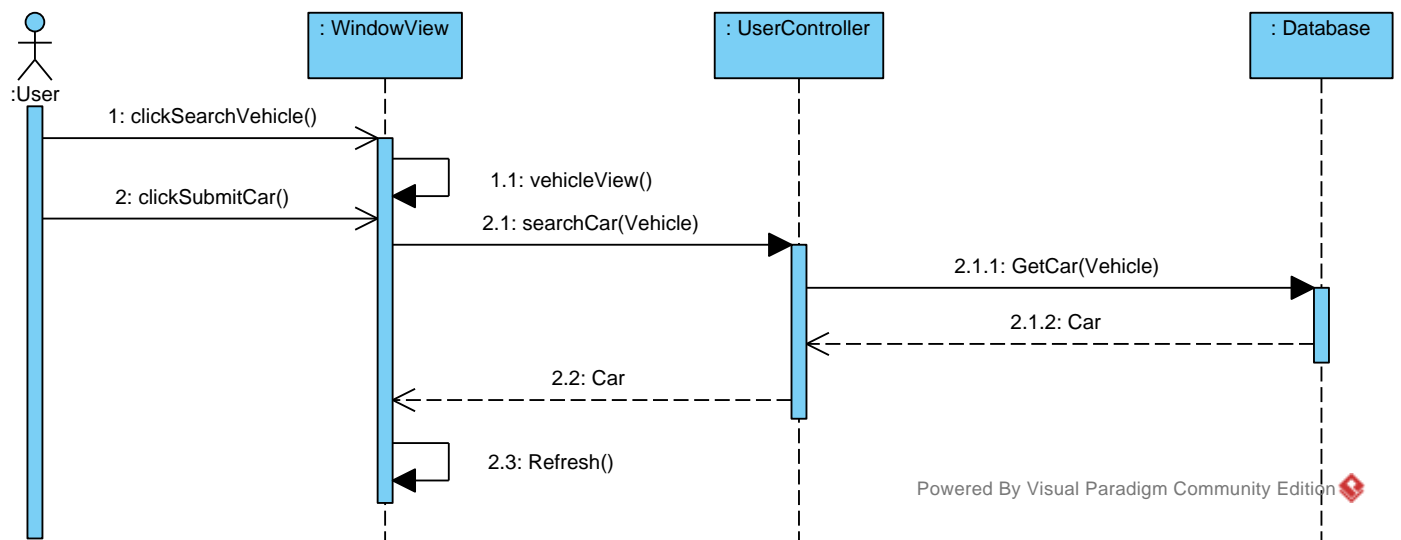 : WindowView
: UserController
: Database
:User
1: clickSearchVehicle()
1.1: vehicleView()
2: clickSubmitCar()
2.1: searchCar(Vehicle)
2.1.1: GetCar(Vehicle)
2.1.2: Car
2.2: Car
2.3: Refresh()
Powered By Visual Paradigm Community Edition